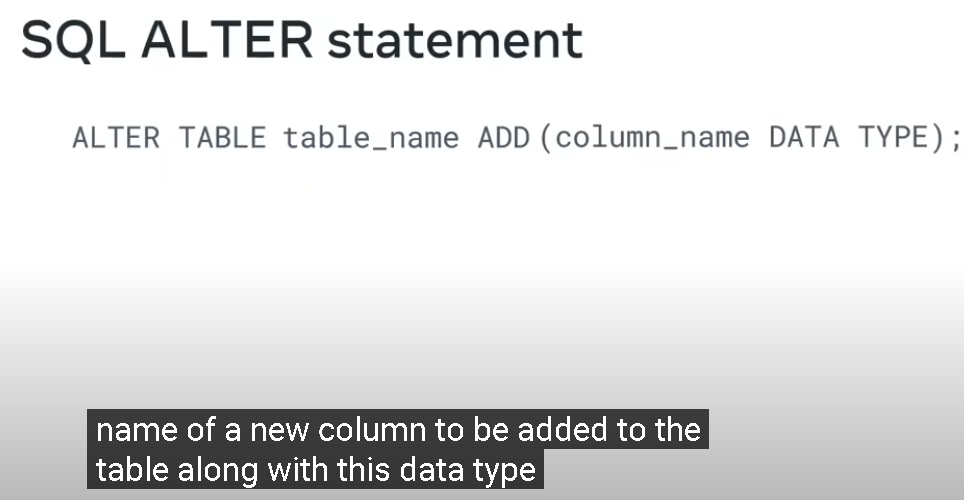 SQL ALTER statement
ALTER TABLE table_name ADD (column_name DATA TYPE);
name of a new column to be added to the
table along with this data type